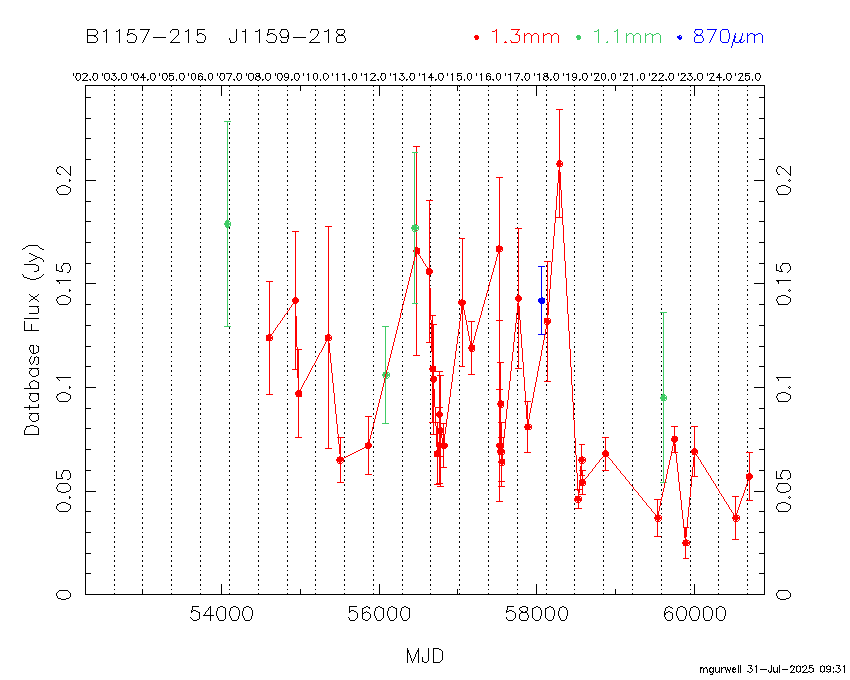 B1157-215 J1159-218 1.3mm 1.1mm 870μm
'02.0 '03.0 '04.0 '05.0 '06.0 '07.0 '08.0 '09.0 '10.0 '11.0 '12.0 '13.0 '14.0 '15.0 '16.0 '17.0 '18.0 '19.0 '20.0 '21.0 '22.0 '23.0 '24.0 '25.0
0.2 0.2
0.15 0.15
Database Flux (Jy)
0.1 0.1
0.05 0.05
0 0
54000 56000 58000 60000
MJD
mgurwell 31-Jul-2025 09:31